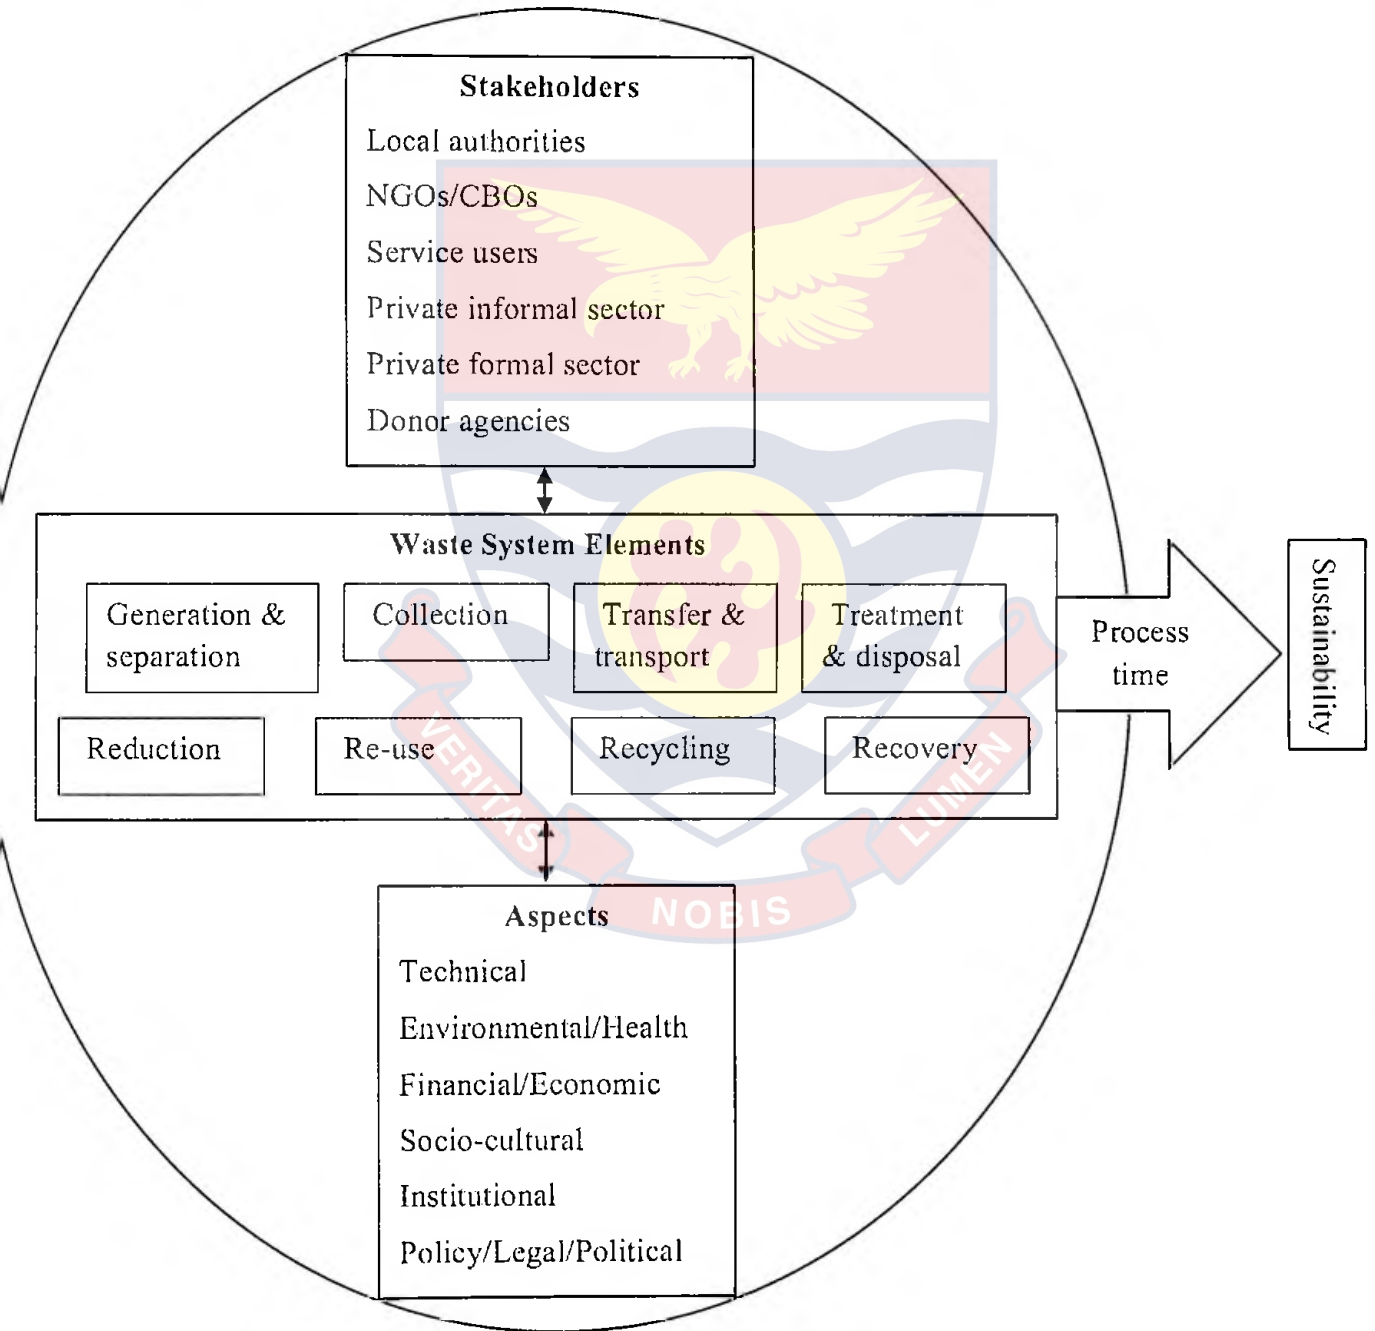 Stakeholders
Local authorities
NGOs/CBOs
Service users
Private informal sector
Private formal sector
Donor agencies
Waste System Elements
Generation &
separation
Collection
Transfer &
transport
Treatment
& disposal
Reduction
Re-use
Recycling
Recovery
Process
time
Sustainability
Aspects
Technical
Environmental/Health
Financial/Economic
Socio-cultural
Institutional
Policy/Legal/Political
VERITAS
NOBIS
LUMEN